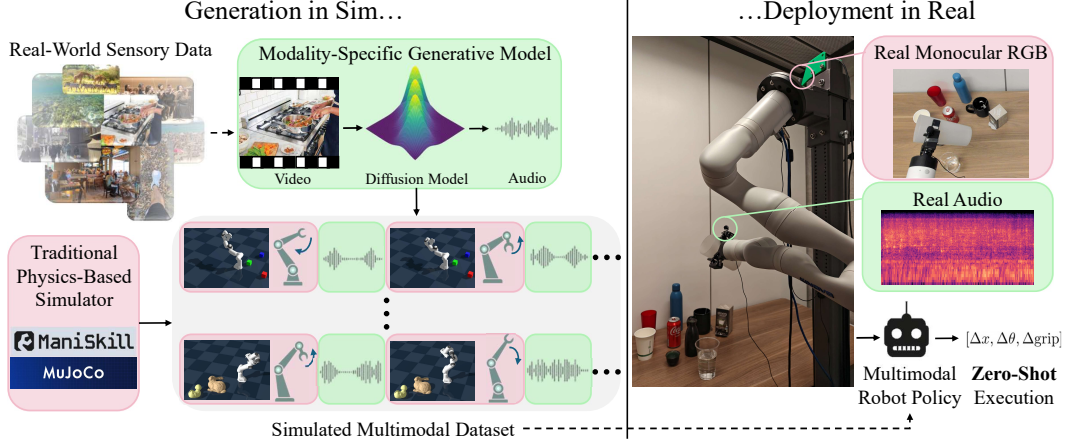 Generation in Sim…
…Deployment in Real
Real-World Sensory Data
Modality-Specific Generative Model
Video
Diffusion Model
Audio
Traditional
Physics-Based
Simulator
ManiSkill
MuJoCo
Simulated Multimodal Dataset
Real Monocular RGB
Real Audio
[Δx, Δθ, Δgrip]
Multimodal
Robot Policy
Zero-Shot
Execution